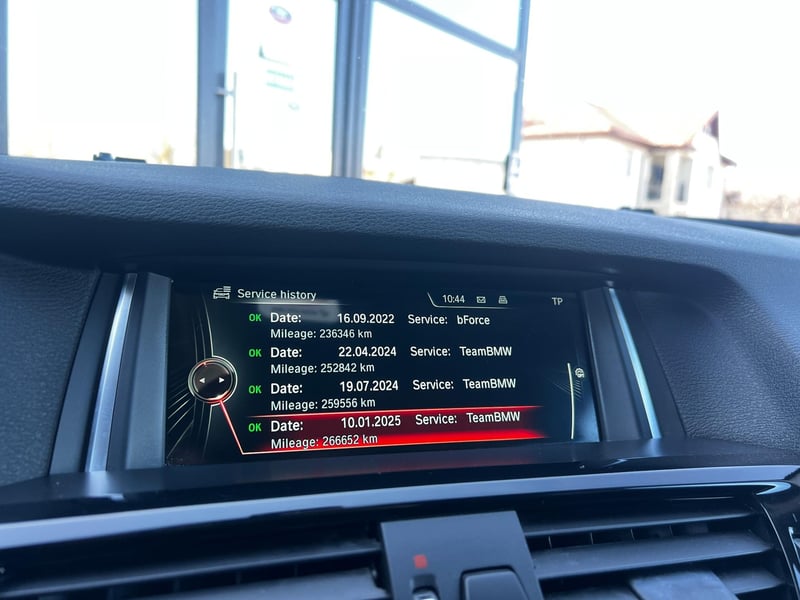 Service history
10:44
TP
OK Date: 16.09.2022 Service: bForce
Mileage: 236346 km
OK Date: 22.04.2024 Service: TeamBMW
Mileage: 252842 km
OK Date: 19.07.2024 Service: TeamBMW
Mileage: 259556 km
OK Date: 10.01.2025 Service: TeamBMW
Mileage: 266652 km